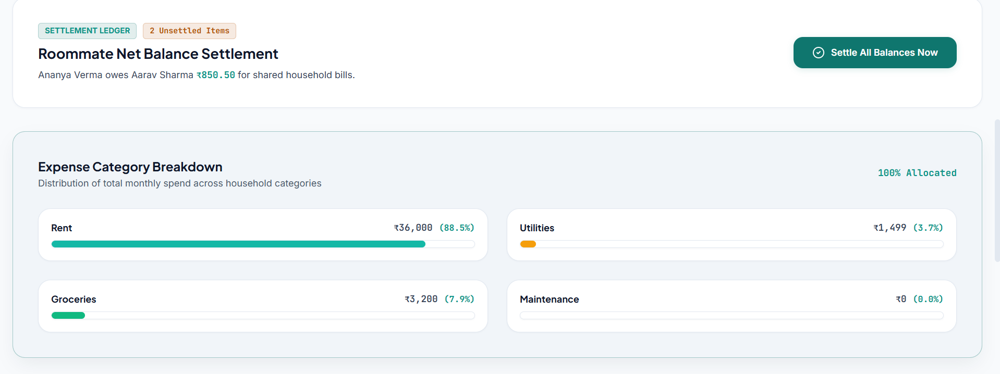 SETTLEMENT LEDGER 2 Unsettled Items
Roommate Net Balance Settlement
Ananya Verma owes Aarav Sharma ₹850.50 for shared household bills.
Settle All Balances Now
Expense Category Breakdown
Distribution of total monthly spend across household categories
100% Allocated
Rent ₹36,000 (88.5%)
Utilities ₹1,499 (3.7%)
Groceries ₹3,200 (7.9%)
Maintenance ₹0 (0.0%)